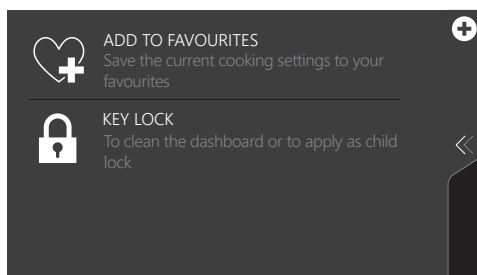 ADD TO FAVOURITES
Save the current cooking settings to your
favourites
KEY LOCK
To clean the dashboard or to apply as child
lock